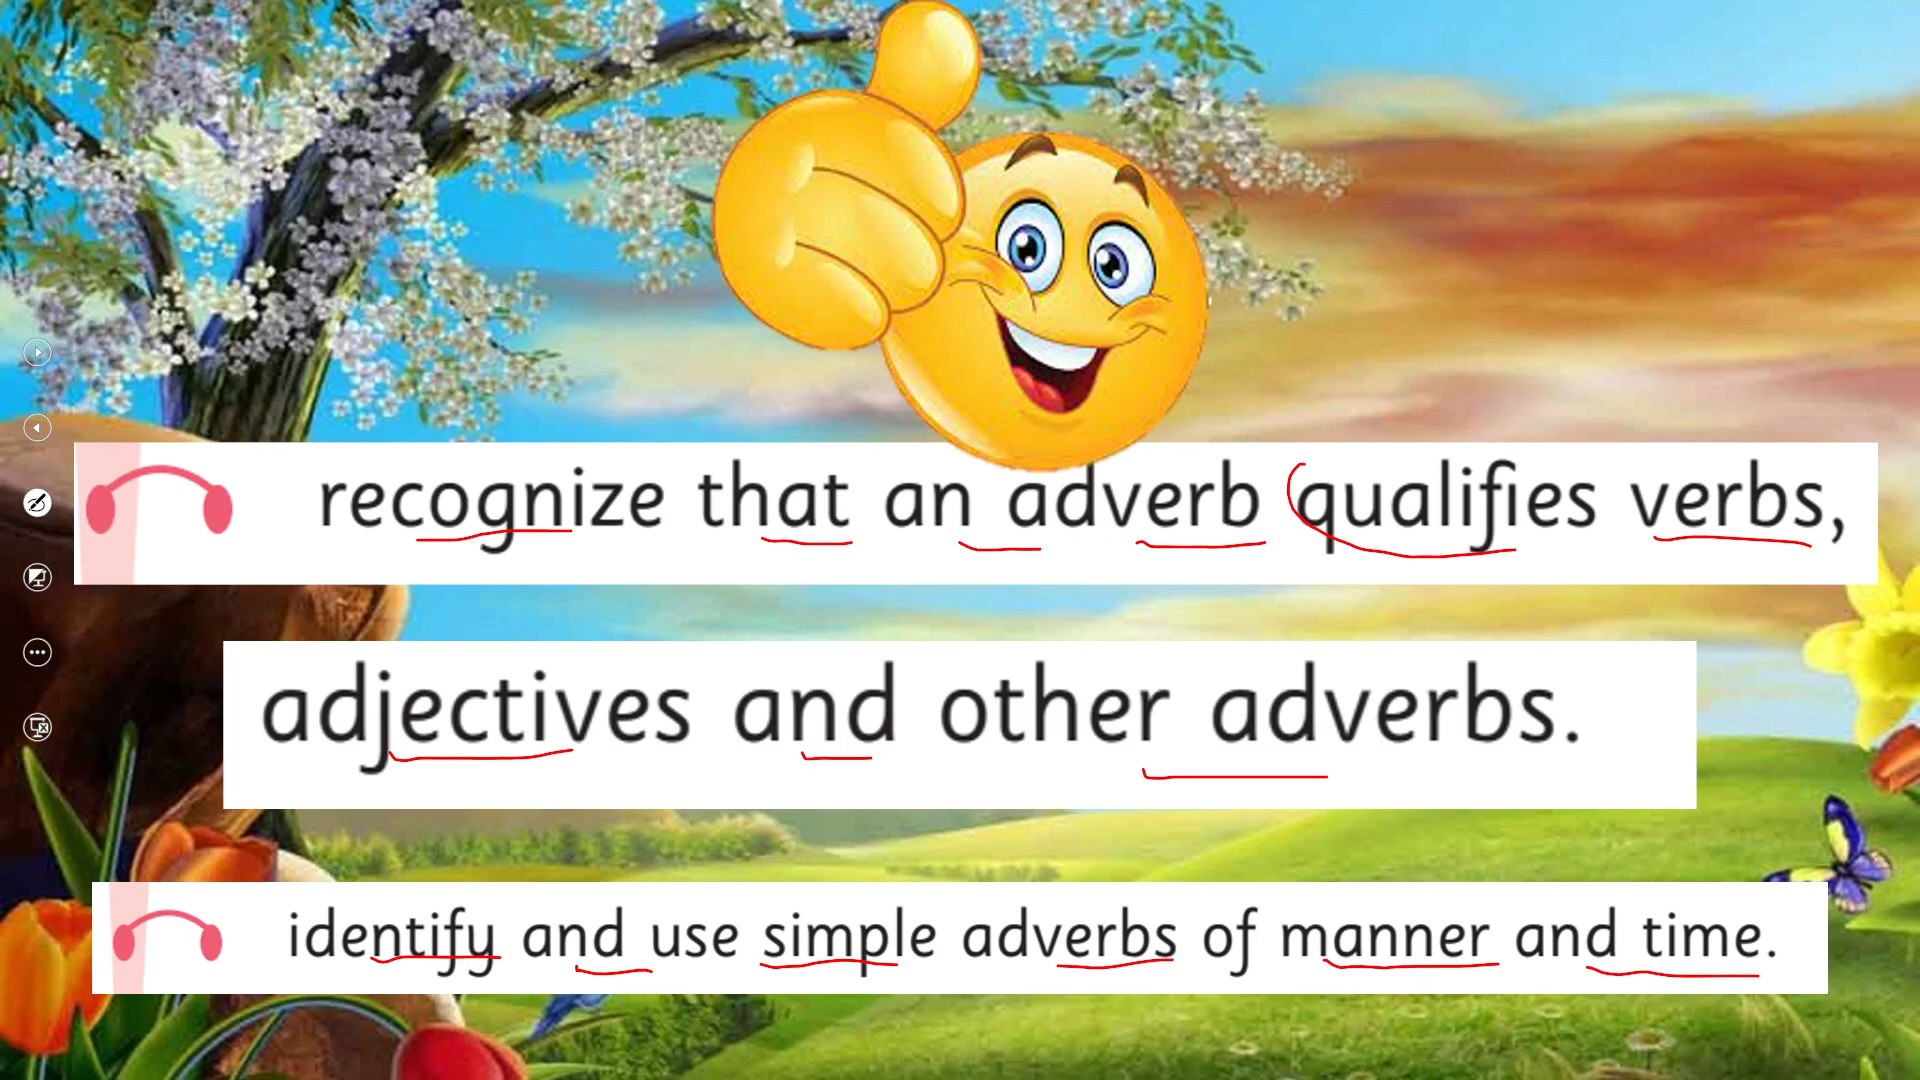 recognize that an adverb qualifies verbs,
adjectives and other adverbs.
identify and use simple adverbs of manner and time.